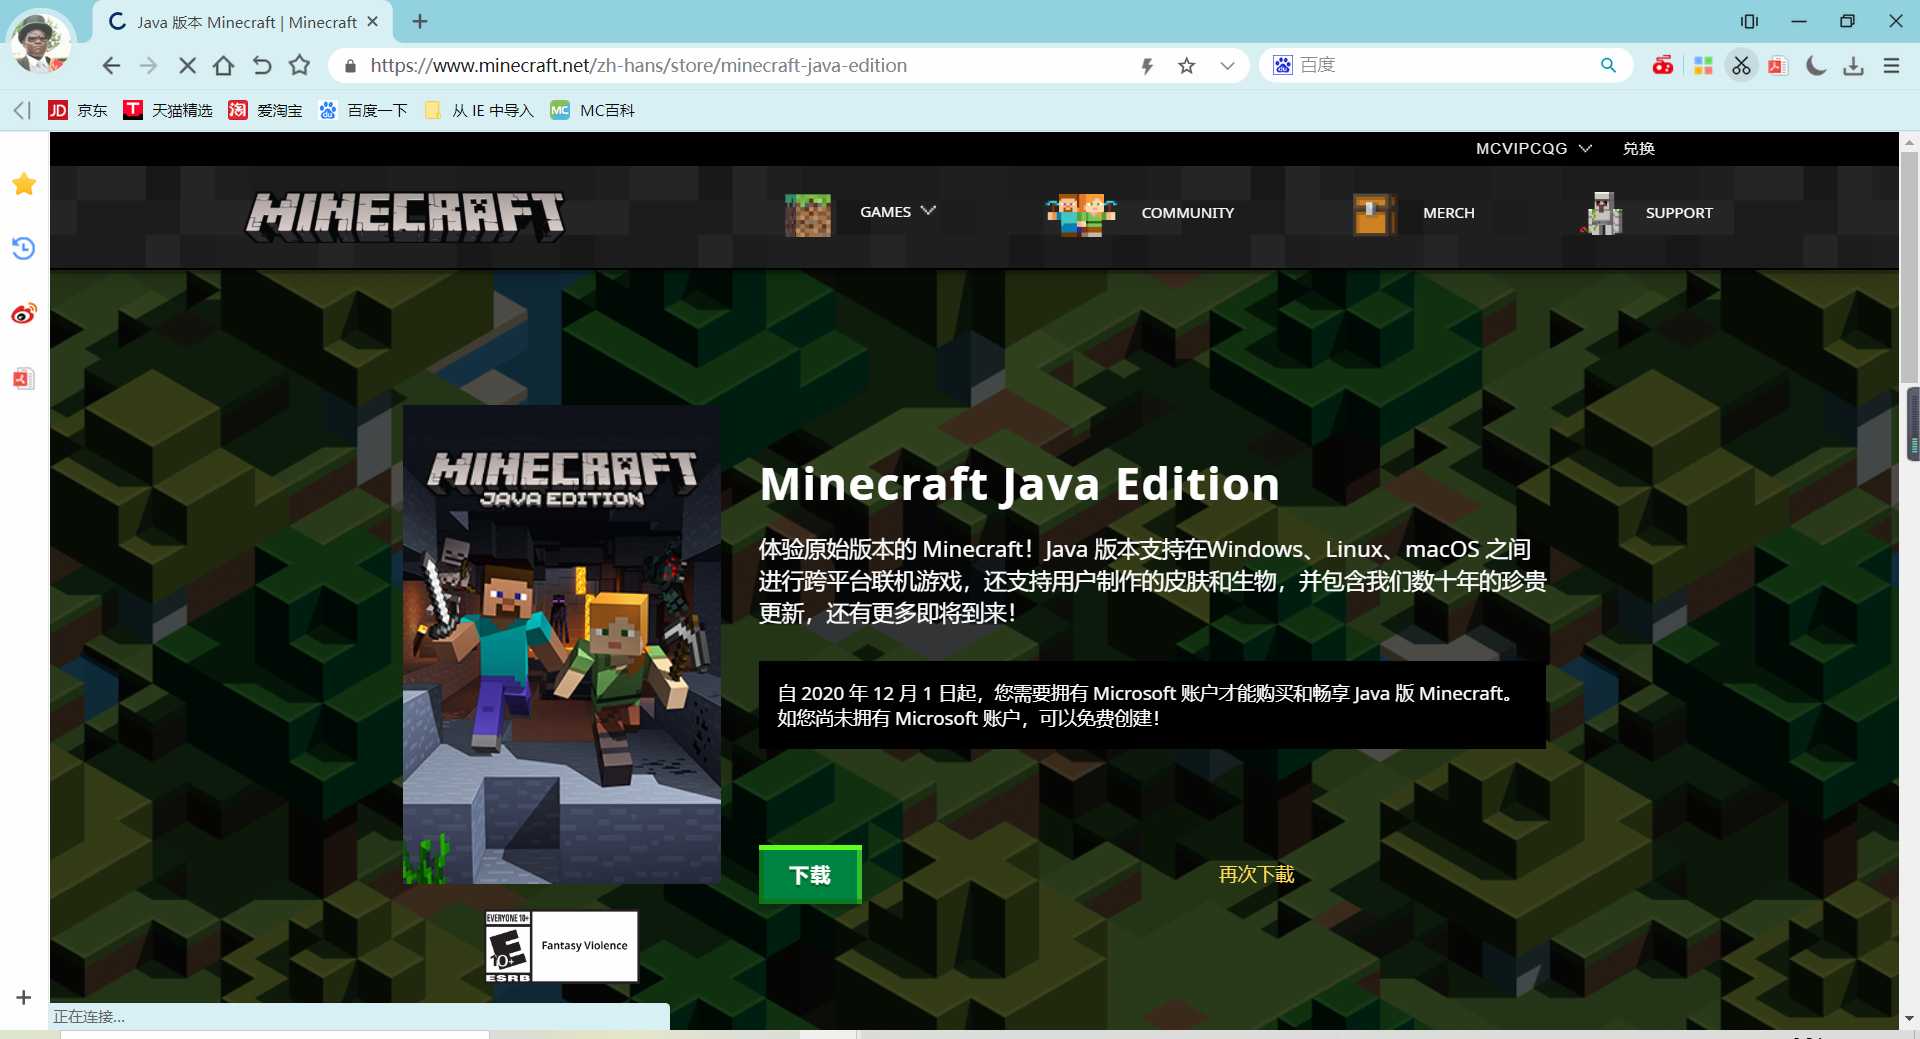 Java 版本 Minecraft | Minecraft
https://www.minecraft.net/zh-hans/store/minecraft-java-edition
百度
JD 京东
T 天猫精选
淘 爱淘宝
百度一下
从 IE 中导入
MC MC百科
MCVIPCQG
兑换
MINECRAFT
GAMES
COMMUNITY
MERCH
SUPPORT
MINECRAFT
JAVA EDITION
Minecraft Java Edition
体验原始版本的 Minecraft！Java 版本支持在Windows、Linux、macOS 之间
进行跨平台联机游戏，还支持用户制作的皮肤和生物，并包含我们数十年的珍贵
更新，还有更多即将到来！
自 2020 年 12 月 1 日起，您需要拥有 Microsoft 账户才能购买和畅享 Java 版 Minecraft。
如您尚未拥有 Microsoft 账户，可以免费创建！
下载
再次下載
EVERYONE 10+
E
10+
ESRB
Fantasy Violence
正在连接...